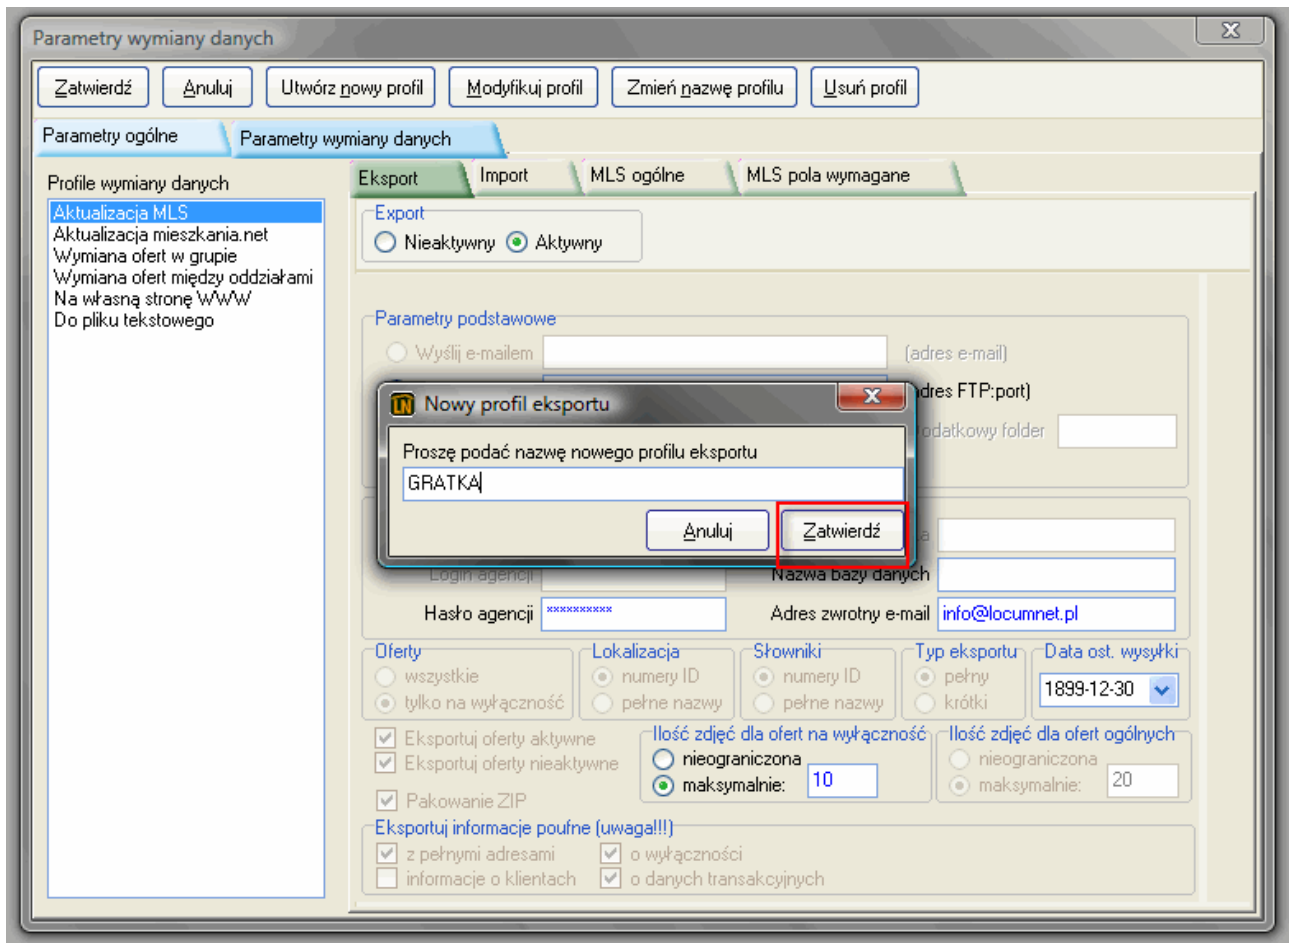 Parametry wymiany danych
Zatwierdź Anuluj Utwórz nowy profil Modyfikuj profil Zmień nazwę profilu Usuń profil
Parametry ogólne Parametry wymiany danych
Profile wymiany danych
Aktualizacja MLS
Aktualizacja mieszkania.net
Wymiana ofert w grupie
Wymiana ofert między oddziałami
Na własną stronę WWW
Do pliku tekstowego
Eksport Import MLS ogólne MLS pola wymagane
Export
Nieaktywny Aktywny
Parametry podstawowe
Wyślij e-mailem (adres e-mail)
dres FTP:port)
odatkowy folder
Nowy profil eksportu
Proszę podać nazwę nowego profilu eksportu
GRATKA
Anuluj Zatwierdź
Login agencji Nazwa bazy danych
Hasło agencji ********** Adres zwrotny e-mail info@locumnet.pl
Oferty
wszystkie
tylko na wyłączność
Lokalizacja
numery ID
pełne nazwy
Słowniki
numery ID
pełne nazwy
Typ eksportu
pełny
krótki
Data ost. wysyłki
1899-12-30
Eksportuj oferty aktywne
Eksportuj oferty nieaktywne
Pakowanie ZIP
Ilość zdjęć dla ofert na wyłączność
nieograniczona
maksymalnie: 10
Ilość zdjęć dla ofert ogólnych
nieograniczona
maksymalnie: 20
Eksportuj informacje poufne (uwaga!!!)
z pełnymi adresami o wyłączności
informacje o klientach o danych transakcyjnych